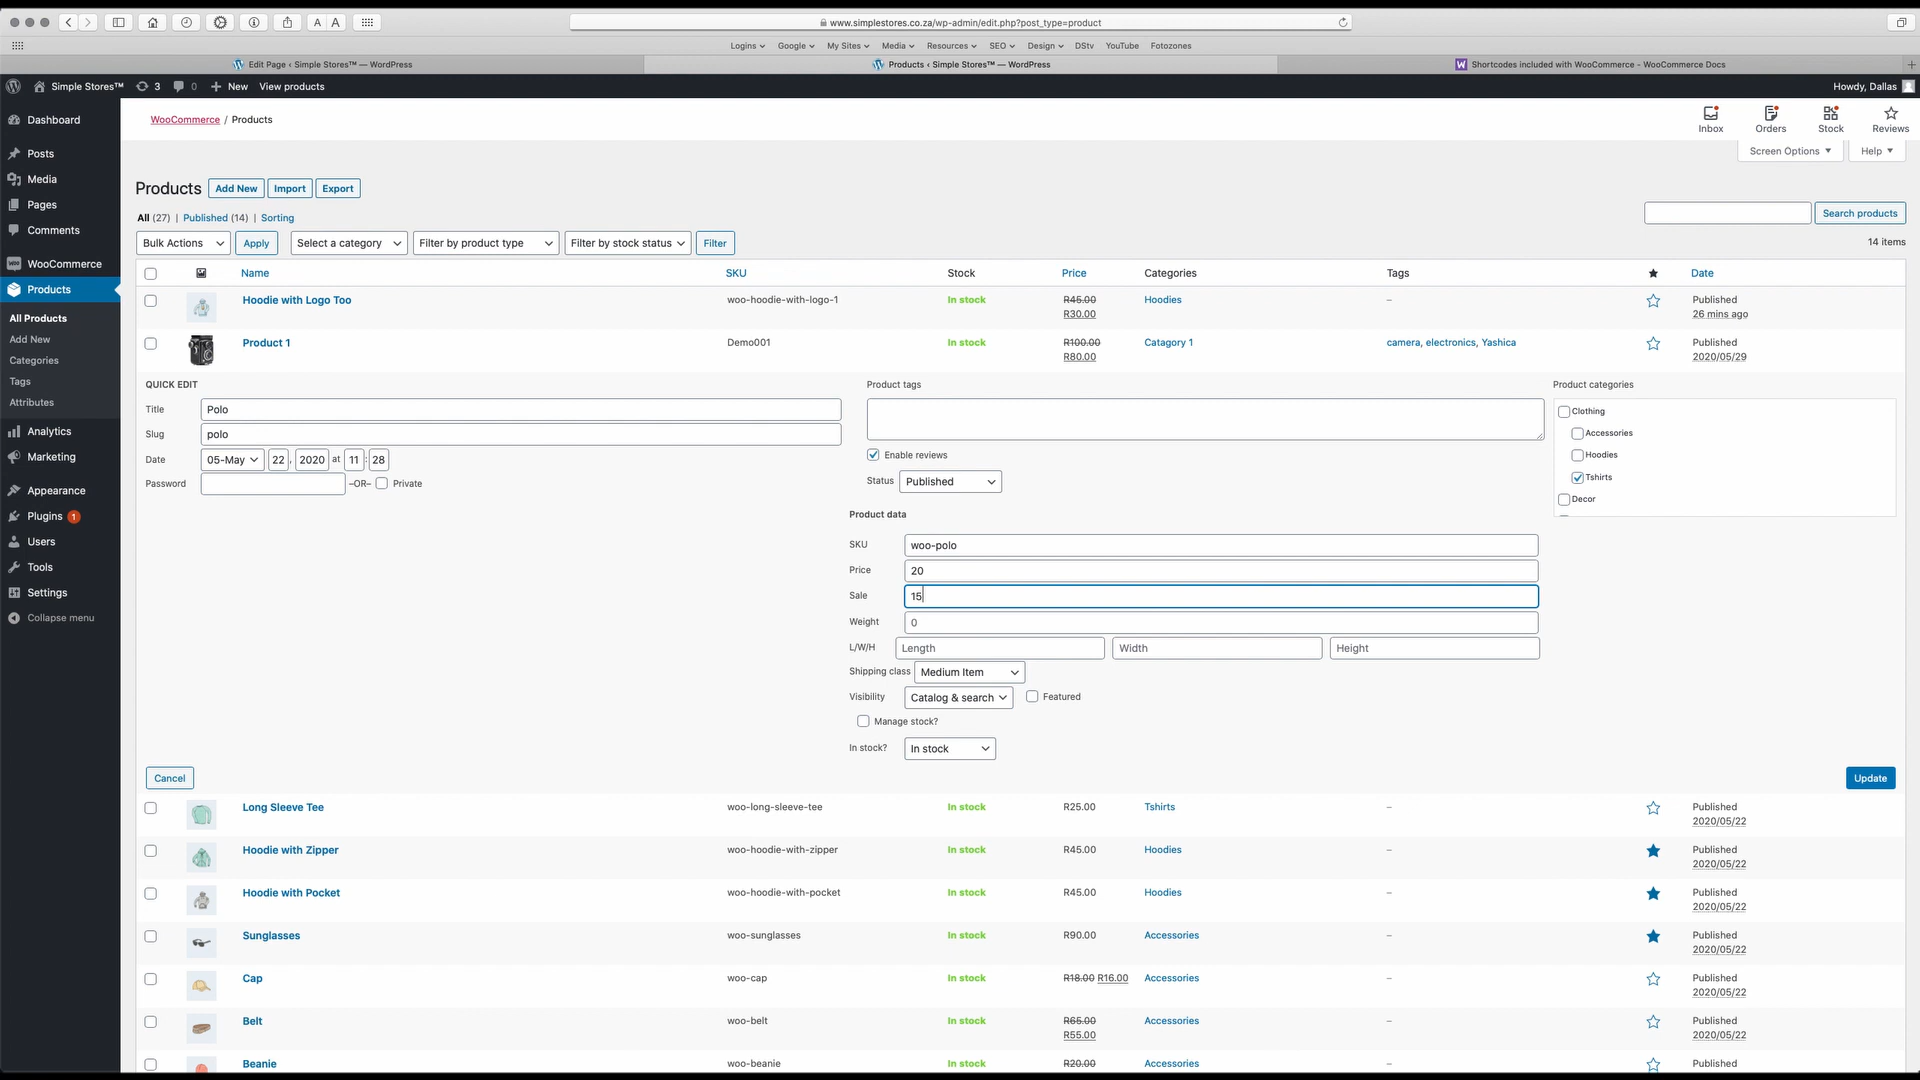 www.simplestores.co.za/wp-admin/edit.php?post_type=product
A A
Logins Google My Sites Media Resources SEO Design DStv YouTube Fotozones
Edit Page ‹ Simple Stores™ — WordPress
Products ‹ Simple Stores™ — WordPress
Shortcodes included with WooCommerce - WooCommerce Docs
Simple Stores™ 3 0 New View products Howdy, Dallas
Dashboard
Posts
Media
Pages
Comments
WooCommerce
Products
All Products
Add New
Categories
Tags
Attributes
Analytics
Marketing
Appearance
Plugins 1
Users
Tools
Settings
Collapse menu
WooCommerce / Products
Inbox Orders Stock Reviews
Screen Options Help
Products Add New Import Export
All (27) | Published (14) | Sorting
Search products
Bulk Actions Apply Select a category Filter by product type Filter by stock status Filter
14 items
Name SKU Stock Price Categories Tags Date
Hoodie with Logo Too woo-hoodie-with-logo-1 In stock R45.00 Hoodies – Published
R30.00 26 mins ago
Product 1 Demo001 In stock R100.00 Catagory 1 camera, electronics, Yashica Published
R80.00 2020/05/29
QUICK EDIT
Title Polo
Slug polo
Date 05-May 22 , 2020 at 11 : 28
Password –OR– Private
Product tags
Enable reviews
Status Published
Product categories
Clothing
Accessories
Hoodies
Tshirts
Decor
Product data
SKU woo-polo
Price 20
Sale 15
Weight 0
L/W/H Length Width Height
Shipping class Medium Item
Visibility Catalog & search Featured
Manage stock?
In stock? In stock
Cancel Update
Long Sleeve Tee woo-long-sleeve-tee In stock R25.00 Tshirts – Published
2020/05/22
Hoodie with Zipper woo-hoodie-with-zipper In stock R45.00 Hoodies – Published
2020/05/22
Hoodie with Pocket woo-hoodie-with-pocket In stock R45.00 Hoodies – Published
2020/05/22
Sunglasses woo-sunglasses In stock R90.00 Accessories – Published
2020/05/22
Cap woo-cap In stock R18.00 R16.00 Accessories – Published
2020/05/22
Belt woo-belt In stock R65.00 Accessories – Published
R55.00 2020/05/22
Beanie woo-beanie In stock R20.00 Accessories – Published